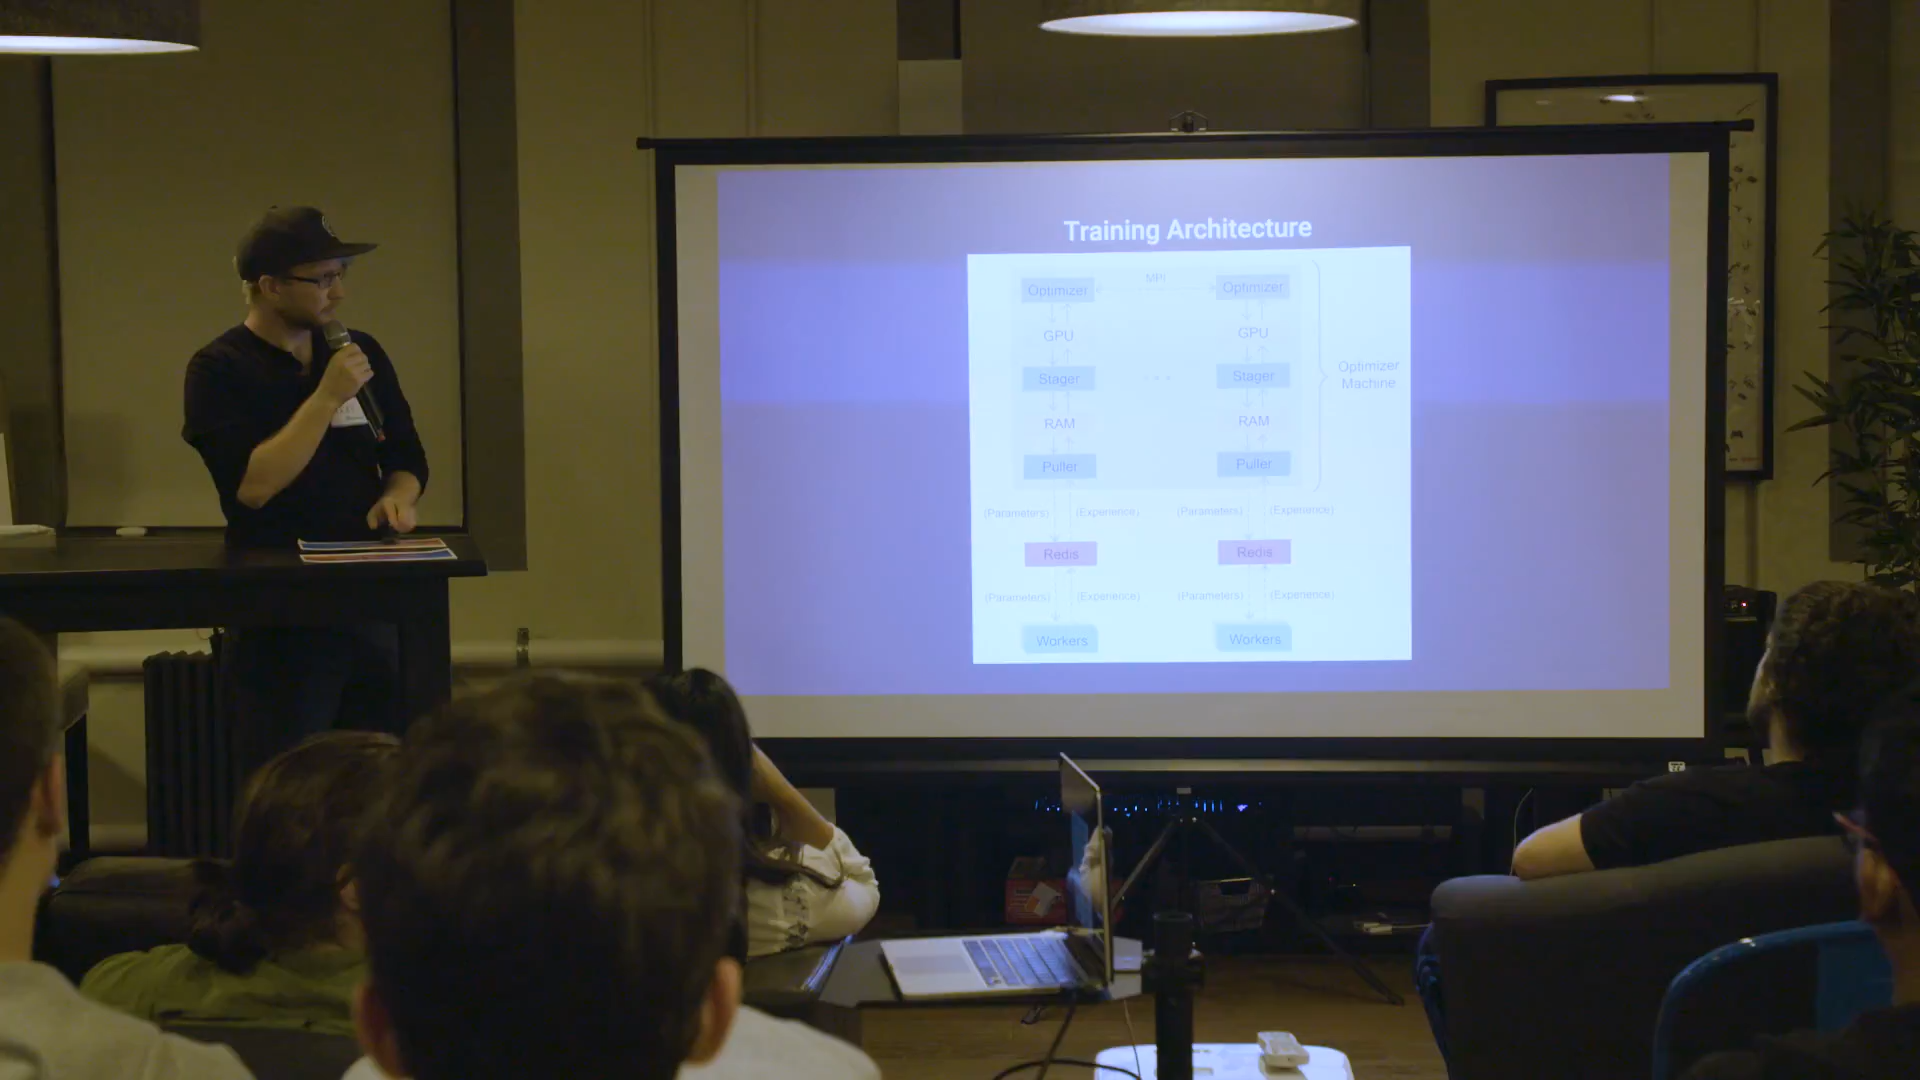 Training Architecture
Optimizer
MPI
Optimizer
GPU
GPU
Stager
. . .
Stager
Optimizer
Machine
RAM
RAM
Puller
Puller
(Parameters)
(Experience)
(Parameters)
(Experience)
Redis
Redis
(Parameters)
(Experience)
(Parameters)
(Experience)
Workers
Workers